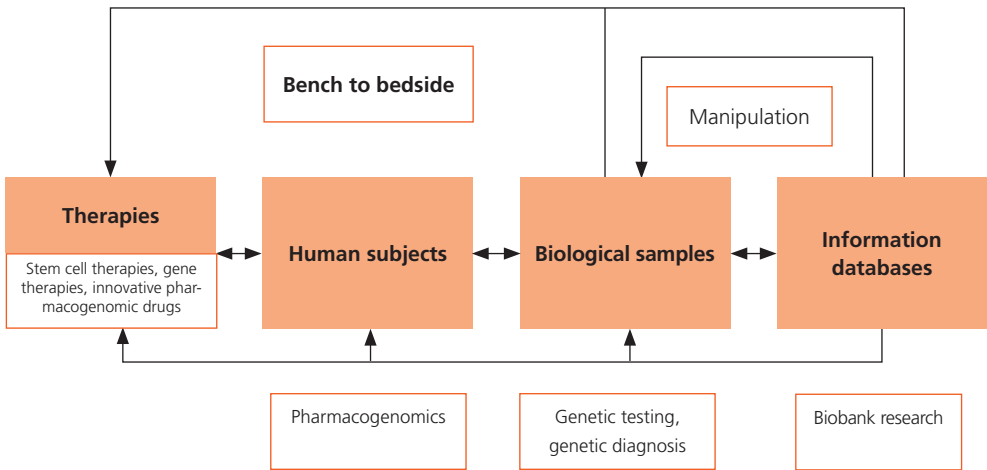 Bench to bedside
Manipulation
Therapies
Stem cell therapies, gene
therapies, innovative phar-
macogenomic drugs
Human subjects
Biological samples
Information
databases
Pharmacogenomics
Genetic testing,
genetic diagnosis
Biobank research